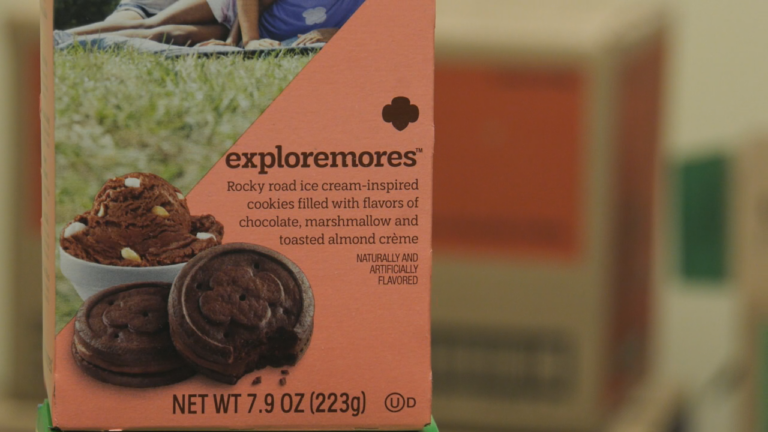 exploremores™
Rocky road ice cream-inspired
cookies filled with flavors of
chocolate, marshmallow and
toasted almond crème
NATURALLY AND
ARTIFICIALLY
FLAVORED
NET WT 7.9 OZ (223g) Ⓤ D